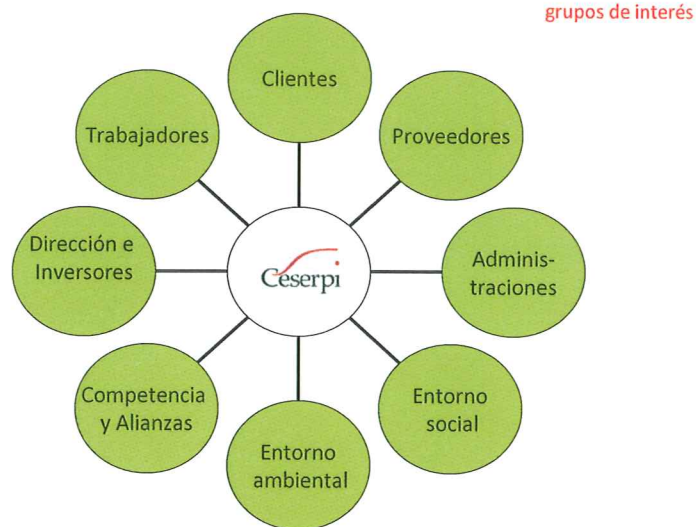 grupos de interés
Clientes
Trabajadores
Proveedores
Dirección e
Inversores
Ceserpi
Adminis-
traciones
Competencia
y Alianzas
Entorno
social
Entorno
ambiental